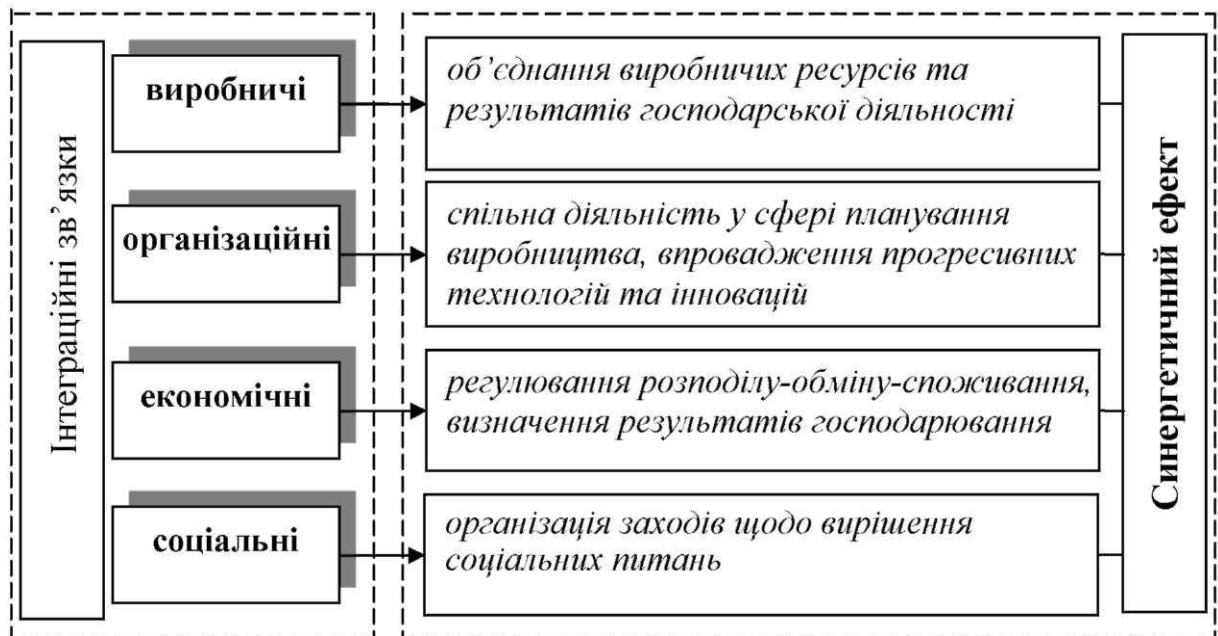 Інтеграційні зв’язки
виробничі
об’єднання виробничих ресурсів та
результатів господарської діяльності
організаційні
спільна діяльність у сфері планування
виробництва, впровадження прогресивних
технологій та інновацій
економічні
регулювання розподілу-обміну-споживання,
визначення результатів господарювання
соціальні
організація заходів щодо вирішення
соціальних питань
Синергетичний ефект